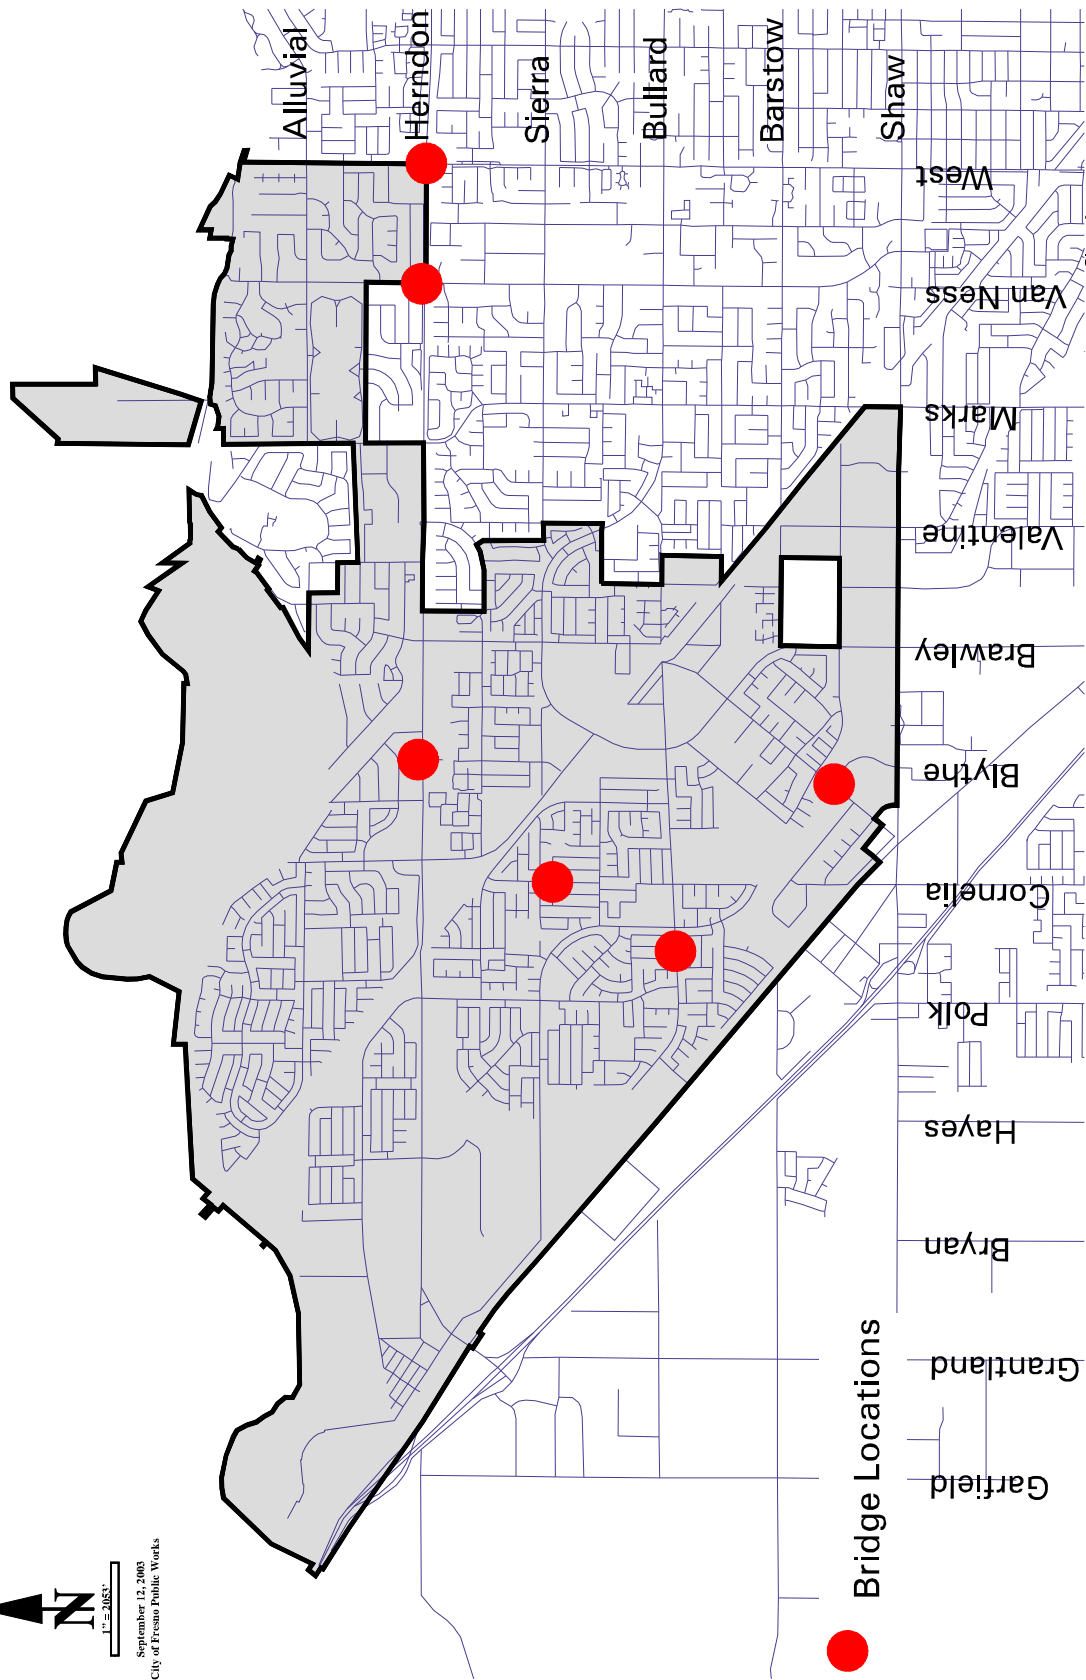 Alluvial
Herndon
Sierra
Bullard
Barstow
Shaw
West
Van Ness
Marks
Valentine
Brawley
Blythe
Cornelia
Polk
Hayes
Bryan
Grantland
Garfield
Bridge Locations
N
1" = 2053'
September 12, 2003
City of Fresno Public Works